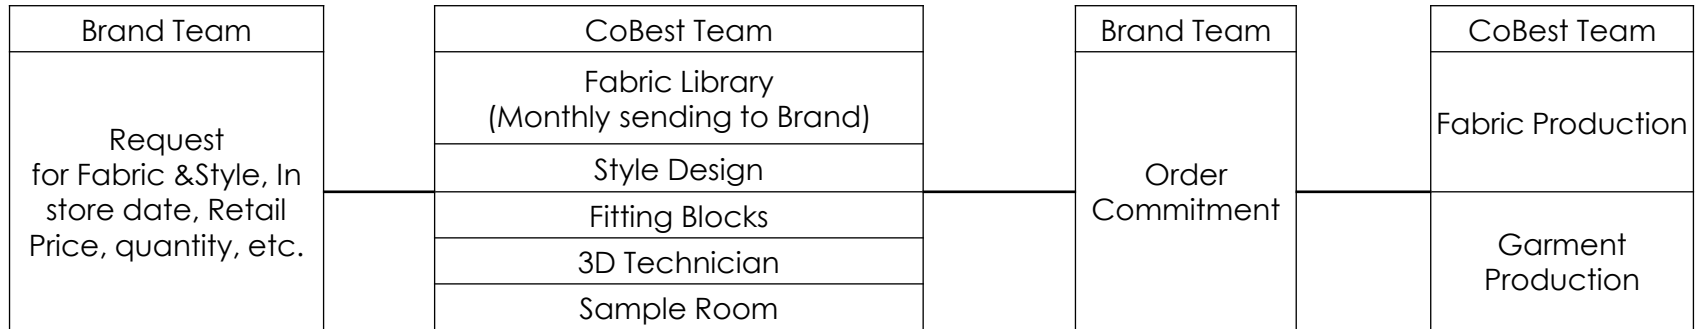 Brand Team
Request
for Fabric &Style, In
store date, Retail
Price, quantity, etc.
CoBest Team
Fabric Library
(Monthly sending to Brand)
Style Design
Fitting Blocks
3D Technician
Sample Room
Brand Team
Order
Commitment
CoBest Team
Fabric Production
Garment
Production